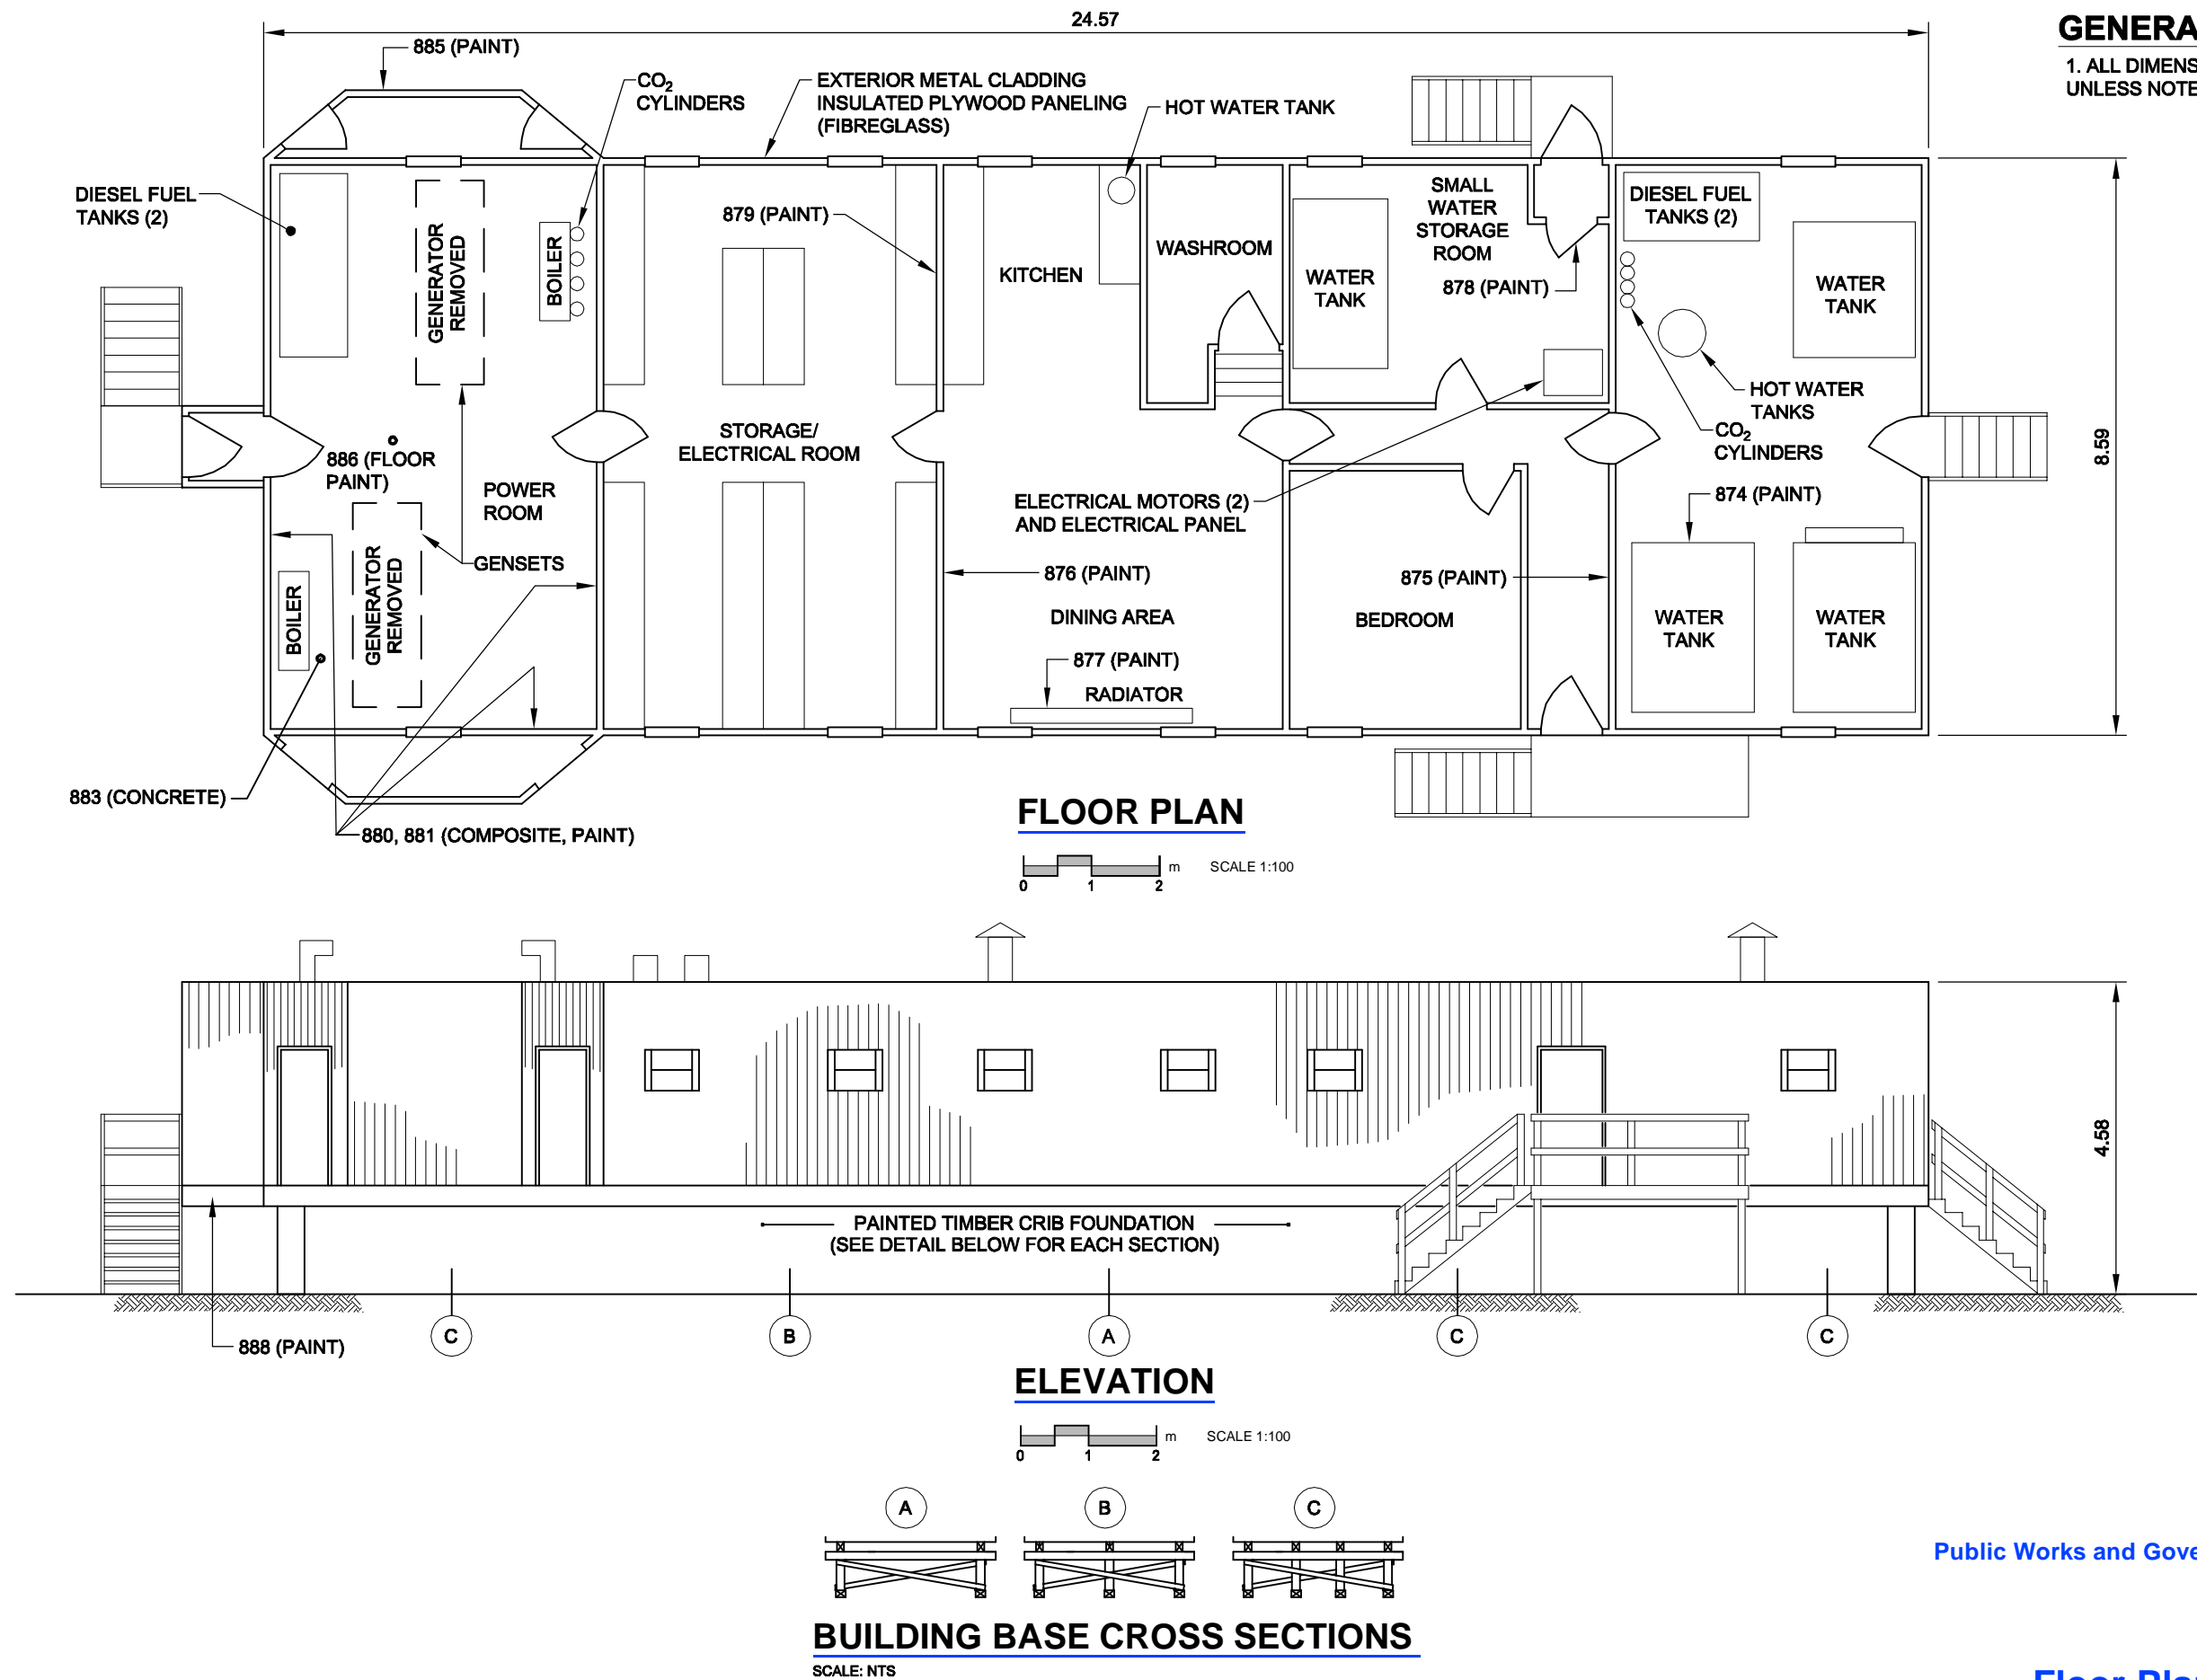 24.57
GENERA
1. ALL DIMENS
UNLESS NOTE
885 (PAINT)
CO2
CYLINDERS
EXTERIOR METAL CLADDING
INSULATED PLYWOOD PANELING
(FIBREGLASS)
HOT WATER TANK
DIESEL FUEL
TANKS (2)
GENERATOR
REMOVED
BOILER
879 (PAINT)
KITCHEN
WASHROOM
SMALL
WATER
STORAGE
ROOM
WATER
TANK
878 (PAINT)
DIESEL FUEL
TANKS (2)
WATER
TANK
HOT WATER
TANKS
CO2
CYLINDERS
8.59
886 (FLOOR
PAINT)
STORAGE/
ELECTRICAL ROOM
POWER
ROOM
ELECTRICAL MOTORS (2)
AND ELECTRICAL PANEL
874 (PAINT)
GENSETS
GENERATOR
REMOVED
BOILER
876 (PAINT)
875 (PAINT)
DINING AREA
BEDROOM
WATER
TANK
WATER
TANK
877 (PAINT)
RADIATOR
883 (CONCRETE)
880, 881 (COMPOSITE, PAINT)
FLOOR PLAN
0 1 2 m SCALE 1:100
4.58
PAINTED TIMBER CRIB FOUNDATION
(SEE DETAIL BELOW FOR EACH SECTION)
888 (PAINT)
C B A C C
ELEVATION
0 1 2 m SCALE 1:100
A B C
BUILDING BASE CROSS SECTIONS
SCALE: NTS
Public Works and Gove
Floor Pla